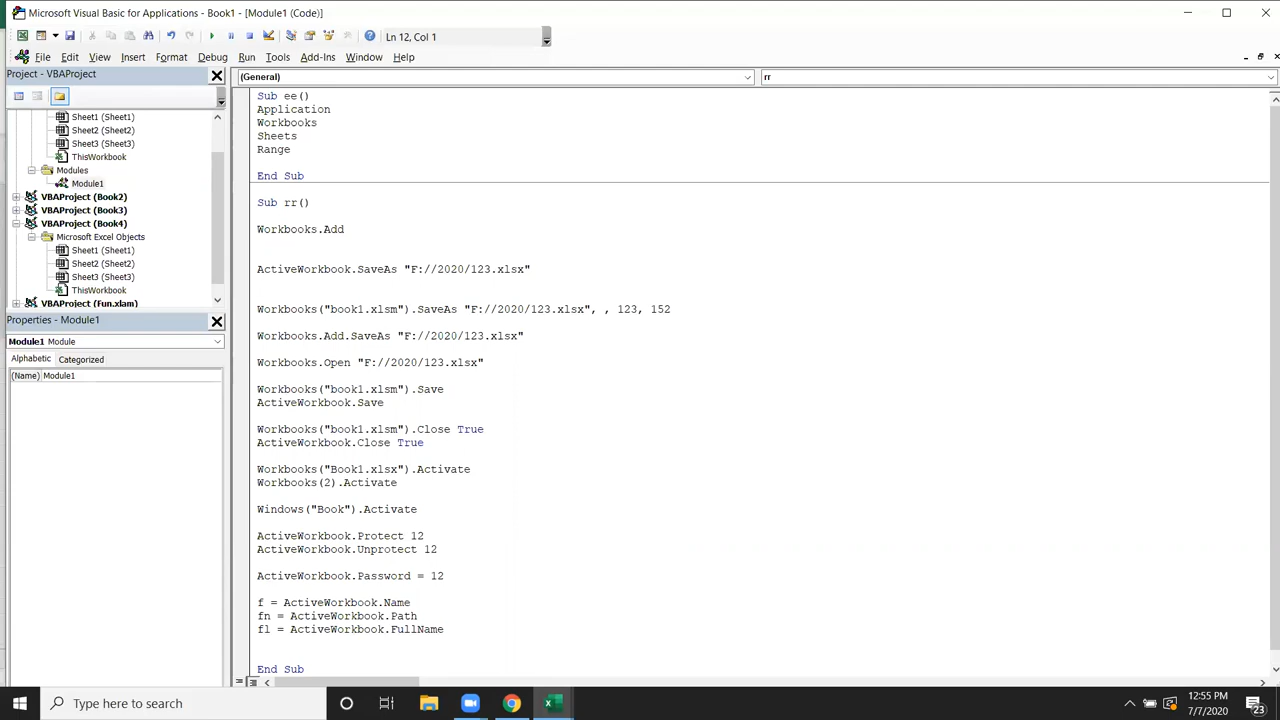 Microsoft Visual Basic for Applications - Book1 - [Module1 (Code)]
Ln 12, Col 1
File Edit View Insert Format Debug Run Tools Add-Ins Window Help
Project - VBAProject
(General)
rr
Sheet1 (Sheet1)
Sheet2 (Sheet2)
Sheet3 (Sheet3)
ThisWorkbook
Modules
Module1
VBAProject (Book2)
VBAProject (Book3)
VBAProject (Book4)
Microsoft Excel Objects
Sheet1 (Sheet1)
Sheet2 (Sheet2)
Sheet3 (Sheet3)
ThisWorkbook
VBAProject (Fun.xlam)
Properties - Module1
Module1 Module
Alphabetic Categorized
(Name) Module1
Sub ee()
Application
Workbooks
Sheets
Range
End Sub
Sub rr()
Workbooks.Add
ActiveWorkbook.SaveAs "F://2020/123.xlsx"
Workbooks("book1.xlsm").SaveAs "F://2020/123.xlsx", , 123, 152
Workbooks.Add.SaveAs "F://2020/123.xlsx"
Workbooks.Open "F://2020/123.xlsx"
Workbooks("book1.xlsm").Save
ActiveWorkbook.Save
Workbooks("book1.xlsm").Close True
ActiveWorkbook.Close True
Workbooks("Book1.xlsx").Activate
Workbooks(2).Activate
Windows("Book").Activate
ActiveWorkbook.Protect 12
ActiveWorkbook.Unprotect 12
ActiveWorkbook.Password = 12
f = ActiveWorkbook.Name
fn = ActiveWorkbook.Path
fl = ActiveWorkbook.FullName
End Sub
Type here to search
12:55 PM
7/7/2020
23